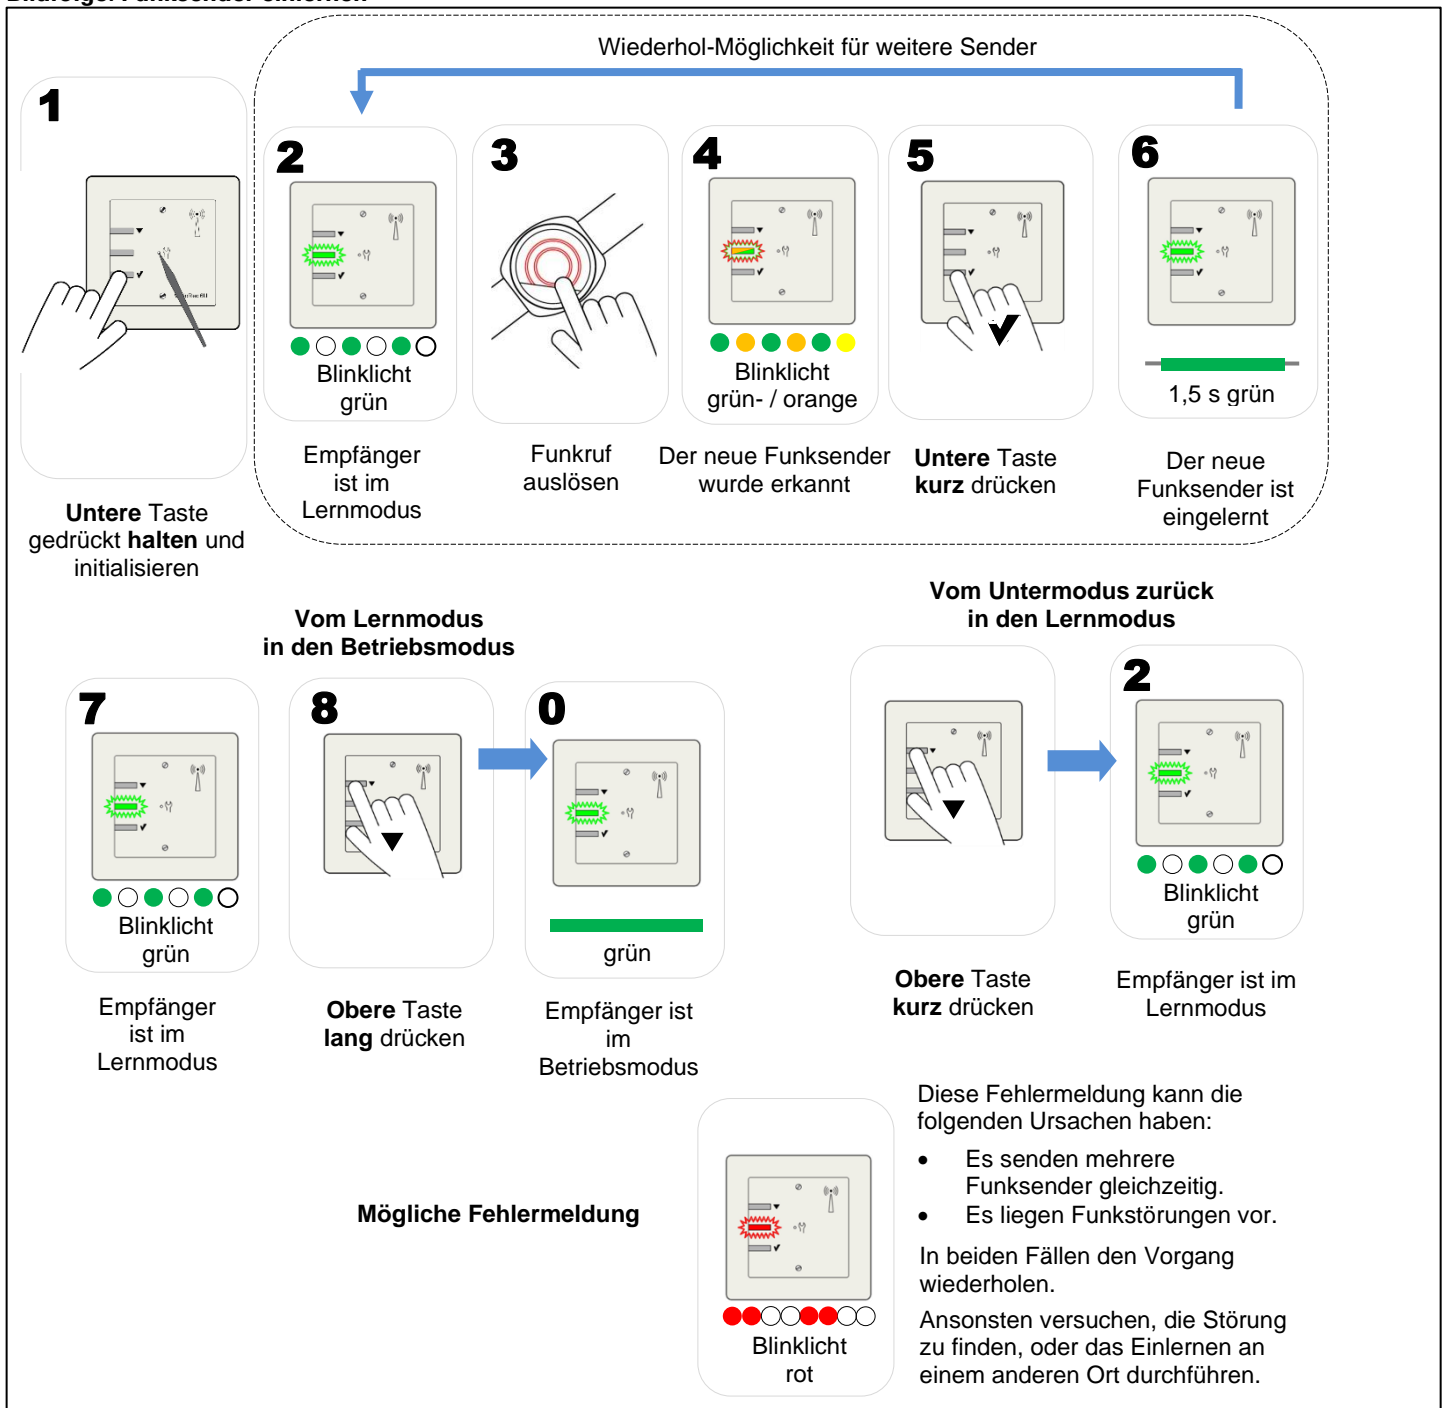 Bildfolge: Funksender einlernen
Wiederhol-Möglichkeit für weitere Sender
1
Untere Taste
gedrückt halten und
initialisieren
2
Blinklicht
grün
Empfänger
ist im
Lernmodus
3
Funkruf
auslösen
4
Blinklicht
grün- / orange
Der neue Funksender
wurde erkannt
5
Untere Taste
kurz drücken
6
1,5 s grün
Der neue
Funksender ist
eingelernt
Vom Lernmodus
in den Betriebsmodus
7
Blinklicht
grün
Empfänger
ist im
Lernmodus
8
Obere Taste
lang drücken
0
grün
Empfänger ist
im
Betriebsmodus
Vom Untermodus zurück
in den Lernmodus
Obere Taste
kurz drücken
2
Blinklicht
grün
Empfänger ist im
Lernmodus
Mögliche Fehlermeldung
Blinklicht
rot
Diese Fehlermeldung kann die
folgenden Ursachen haben:
• Es senden mehrere
Funksender gleichzeitig.
• Es liegen Funkstörungen vor.
In beiden Fällen den Vorgang
wiederholen.
Ansonsten versuchen, die Störung
zu finden, oder das Einlernen an
einem anderen Ort durchführen.